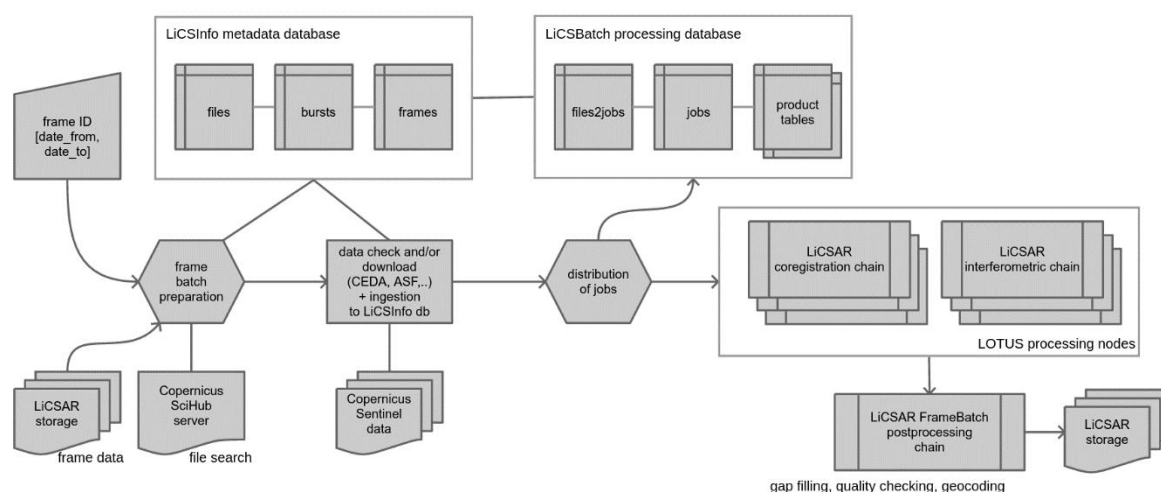 LiCSInfo metadata database
LiCSBatch processing database
frame ID
[date_from,
date_to]
files
bursts
frames
files2jobs
jobs
product
tables
frame
batch
preparation
data check and/or
download
(CEDA, ASF,..)
+ ingestion
to LiCSInfo db
distribution
of jobs
LiCSAR
coregistration chain
LiCSAR
interferometric chain
LOTUS processing nodes
LiCSAR
storage
frame data
Copernicus
SciHub
server
file search
Copernicus
Sentinel
data
LiCSAR FrameBatch
postprocessing
chain
LiCSAR
storage
gap filling, quality checking, geocoding